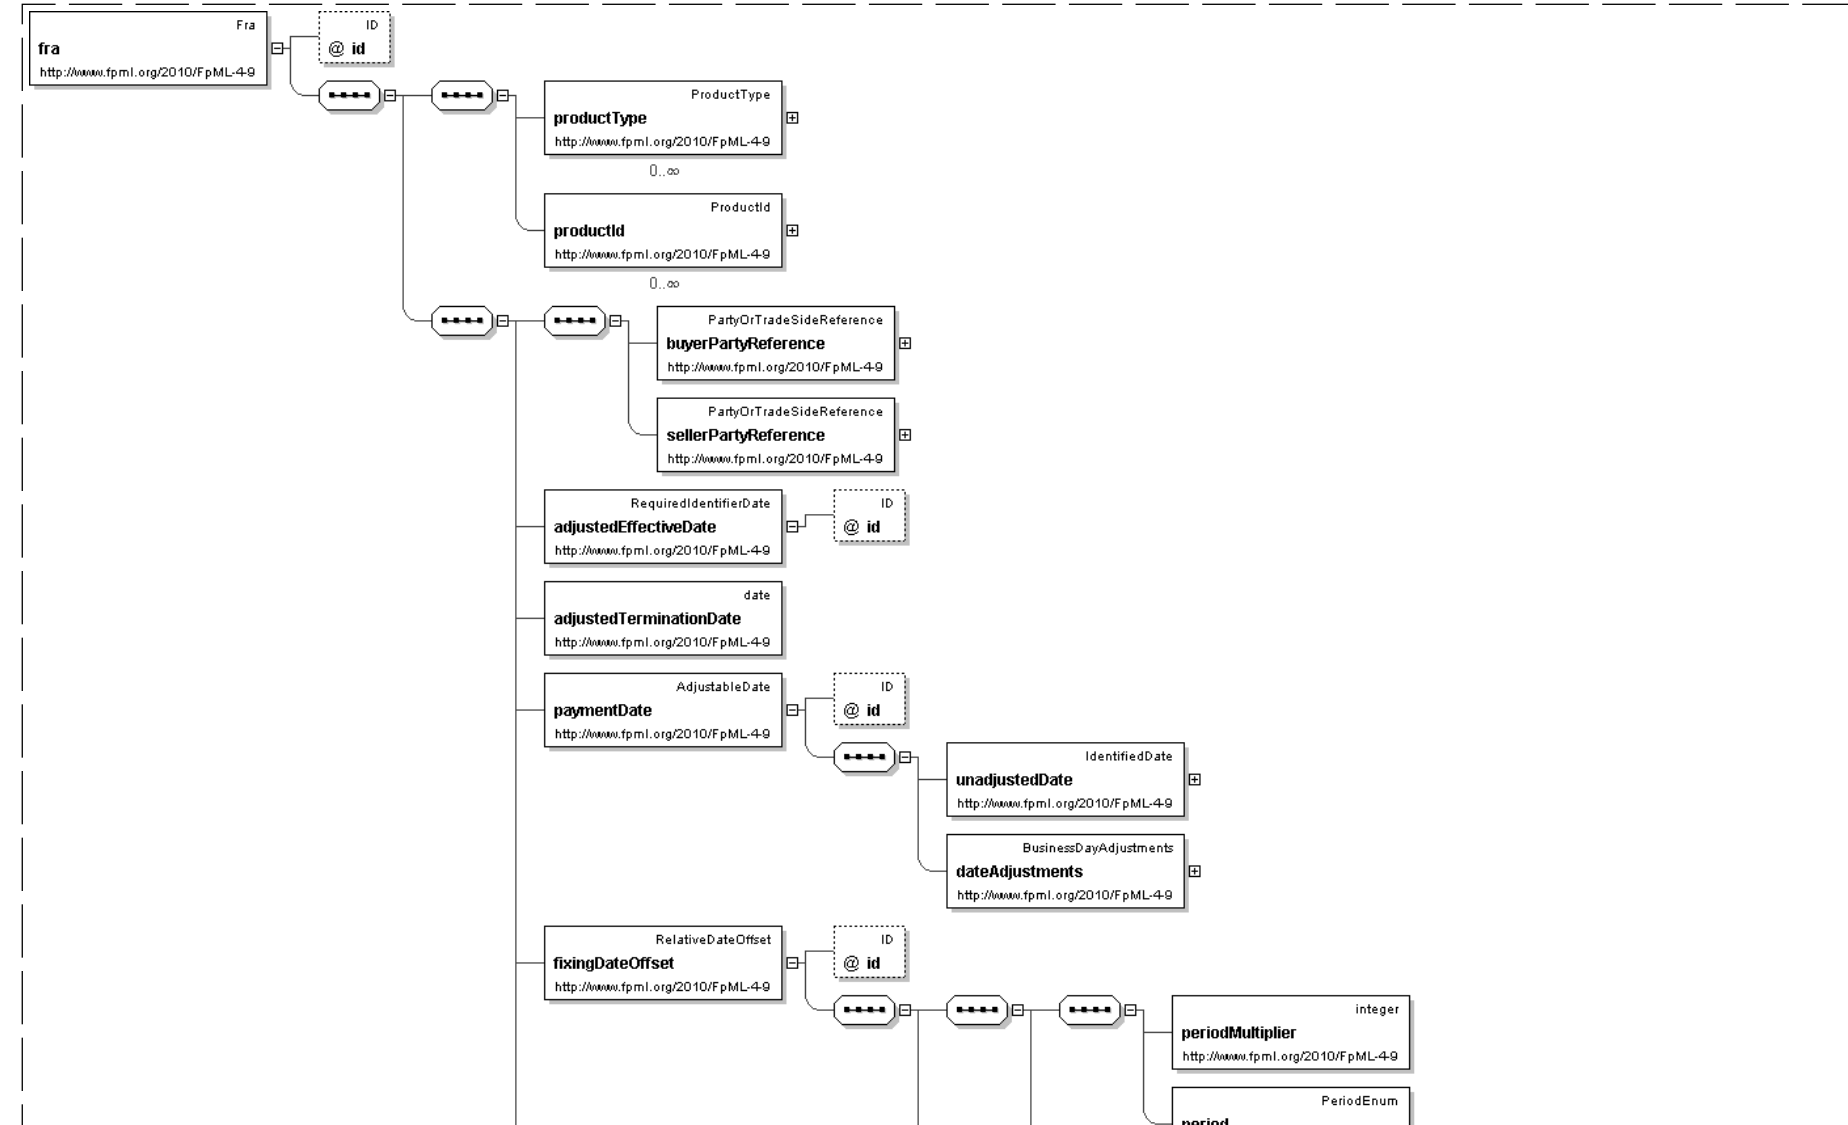 Fra
fra
http://www.fpml.org/2010/FpML-4-9
ID
@ id
ProductType
productType
http://www.fpml.org/2010/FpML-4-9
0..∞
ProductId
productId
http://www.fpml.org/2010/FpML-4-9
0..∞
PartyOrTradeSideReference
buyerPartyReference
http://www.fpml.org/2010/FpML-4-9
PartyOrTradeSideReference
sellerPartyReference
http://www.fpml.org/2010/FpML-4-9
RequiredIdentifierDate
adjustedEffectiveDate
http://www.fpml.org/2010/FpML-4-9
ID
@ id
date
adjustedTerminationDate
http://www.fpml.org/2010/FpML-4-9
AdjustableDate
paymentDate
http://www.fpml.org/2010/FpML-4-9
ID
@ id
IdentifiedDate
unadjustedDate
http://www.fpml.org/2010/FpML-4-9
BusinessDayAdjustments
dateAdjustments
http://www.fpml.org/2010/FpML-4-9
RelativeDateOffset
fixingDateOffset
http://www.fpml.org/2010/FpML-4-9
ID
@ id
integer
periodMultiplier
http://www.fpml.org/2010/FpML-4-9
PeriodEnum
period